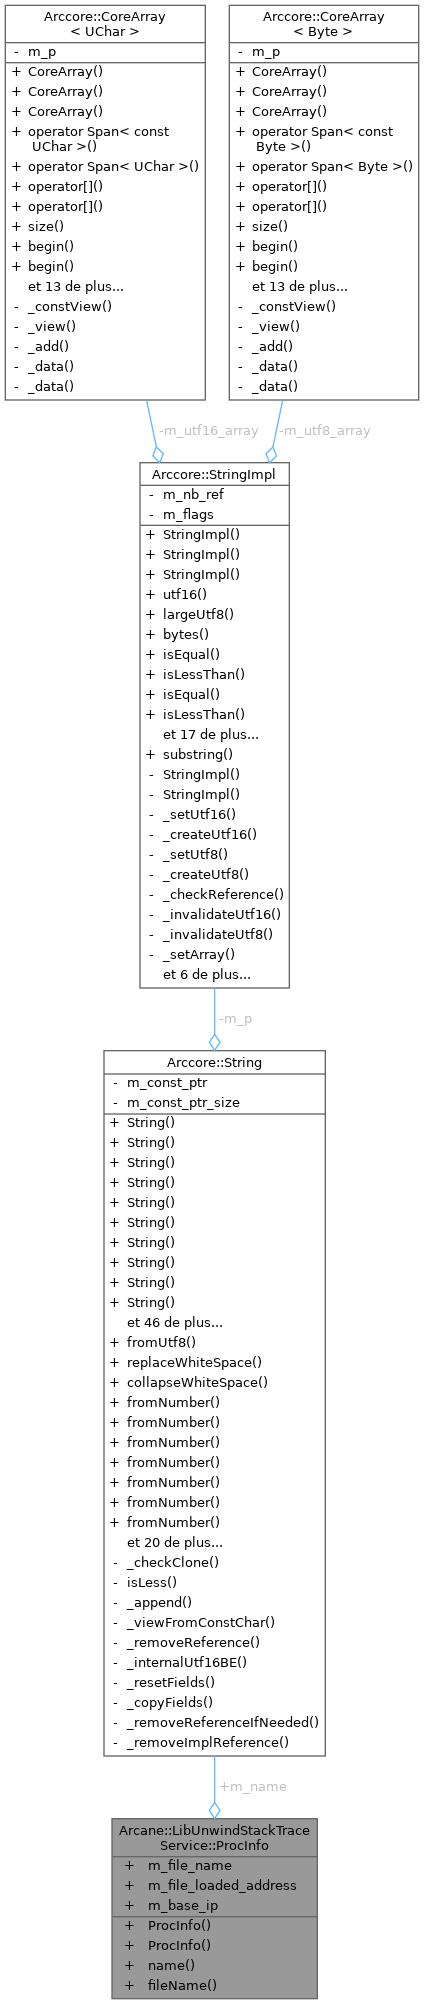 Arccore::CoreArray
< UChar >
- m_p
+ CoreArray()
+ CoreArray()
+ CoreArray()
+ operator Span< const
UChar >()
+ operator Span< UChar >()
+ operator[]()
+ operator[]()
+ size()
+ begin()
+ begin()
et 13 de plus...
- _constView()
- _view()
- _add()
- _data()
- _data()
Arccore::CoreArray
< Byte >
- m_p
+ CoreArray()
+ CoreArray()
+ CoreArray()
+ operator Span< const
Byte >()
+ operator Span< Byte >()
+ operator[]()
+ operator[]()
+ size()
+ begin()
+ begin()
et 13 de plus...
- _constView()
- _view()
- _add()
- _data()
- _data()
-m_utf16_array
-m_utf8_array
Arccore::StringImpl
- m_nb_ref
- m_flags
+ StringImpl()
+ StringImpl()
+ StringImpl()
+ utf16()
+ largeUtf8()
+ bytes()
+ isEqual()
+ isLessThan()
+ isEqual()
+ isLessThan()
et 17 de plus...
+ substring()
- StringImpl()
- StringImpl()
- _setUtf16()
- _createUtf16()
- _setUtf8()
- _createUtf8()
- _checkReference()
- _invalidateUtf16()
- _invalidateUtf8()
- _setArray()
et 6 de plus...
-m_p
Arccore::String
- m_const_ptr
- m_const_ptr_size
+ String()
+ String()
+ String()
+ String()
+ String()
+ String()
+ String()
+ String()
+ String()
+ String()
et 46 de plus...
+ fromUtf8()
+ replaceWhiteSpace()
+ collapseWhiteSpace()
+ fromNumber()
+ fromNumber()
+ fromNumber()
+ fromNumber()
+ fromNumber()
+ fromNumber()
+ fromNumber()
et 20 de plus...
- _checkClone()
- isLess()
- _append()
- _viewFromConstChar()
- _removeReference()
- _internalUtf16BE()
- _resetFields()
- _copyFields()
- _removeReferenceIfNeeded()
- _removeImplReference()
+m_name
Arcane::LibUnwindStackTrace
Service::ProcInfo
+ m_file_name
+ m_file_loaded_address
+ m_base_ip
+ ProcInfo()
+ ProcInfo()
+ name()
+ fileName()